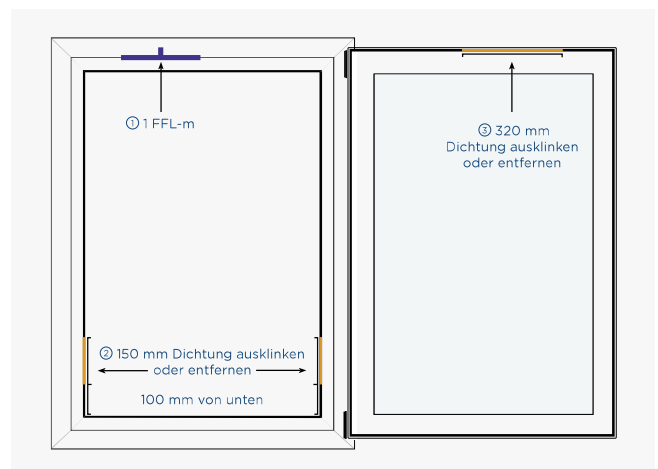 ① 1 FFL-m
③ 320 mm
Dichtung ausklinken
oder entfernen
② 150 mm Dichtung ausklinken
oder entfernen
100 mm von unten